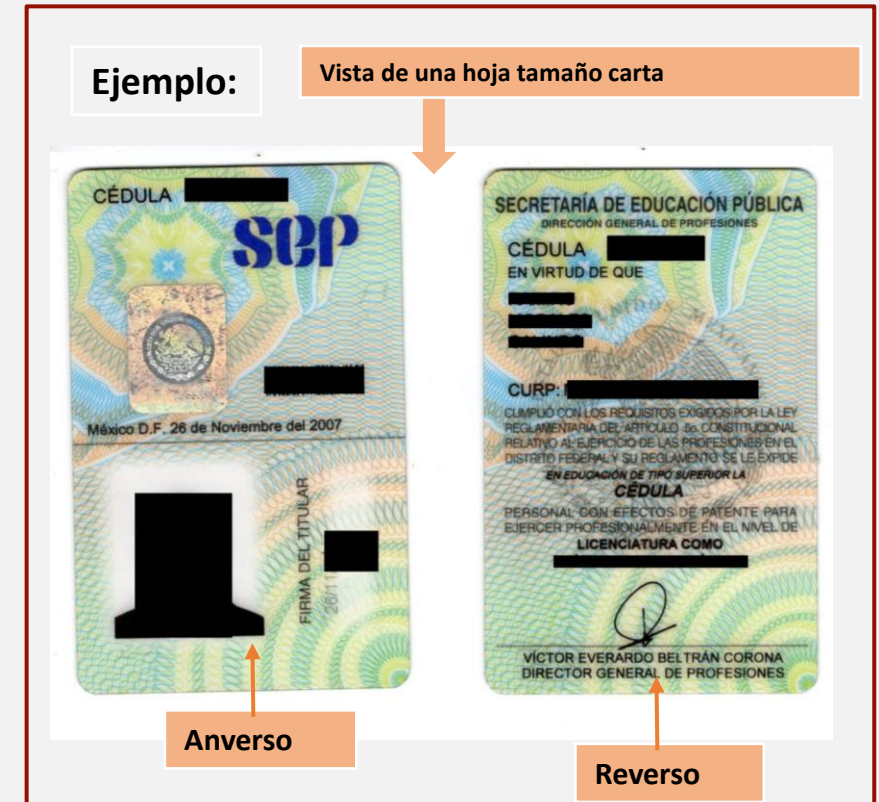 Ejemplo:
Vista de una hoja tamaño carta
CÉDULA
sep
México D.F. 26 de Noviembre del 2007
FIRMA DEL TITULAR
26/11
Anverso
SECRETARÍA DE EDUCACIÓN PÚBLICA
DIRECCIÓN GENERAL DE PROFESIONES
CÉDULA
EN VIRTUD DE QUE
CURP:
CUMPLIÓ CON LOS REQUISITOS EXIGIDOS POR LA LEY
REGLAMENTARIA DEL ARTÍCULO 5o. CONSTITUCIONAL
RELATIVO AL EJERCICIO DE LAS PROFESIONES EN EL
DISTRITO FEDERAL Y SU REGLAMENTO SE LE EXPIDE
EN EDUCACIÓN DE TIPO SUPERIOR LA
CÉDULA
PERSONAL CON EFECTOS DE PATENTE PARA
EJERCER PROFESIONALMENTE EN EL NIVEL DE
LICENCIATURA COMO
VÍCTOR EVERARDO BELTRÁN CORONA
DIRECTOR GENERAL DE PROFESIONES
Reverso